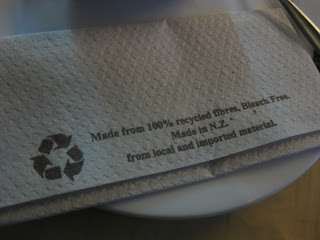 Made from 100% recycled fibres, Bleach Free.
Made in N.Z.
from local and imported material.